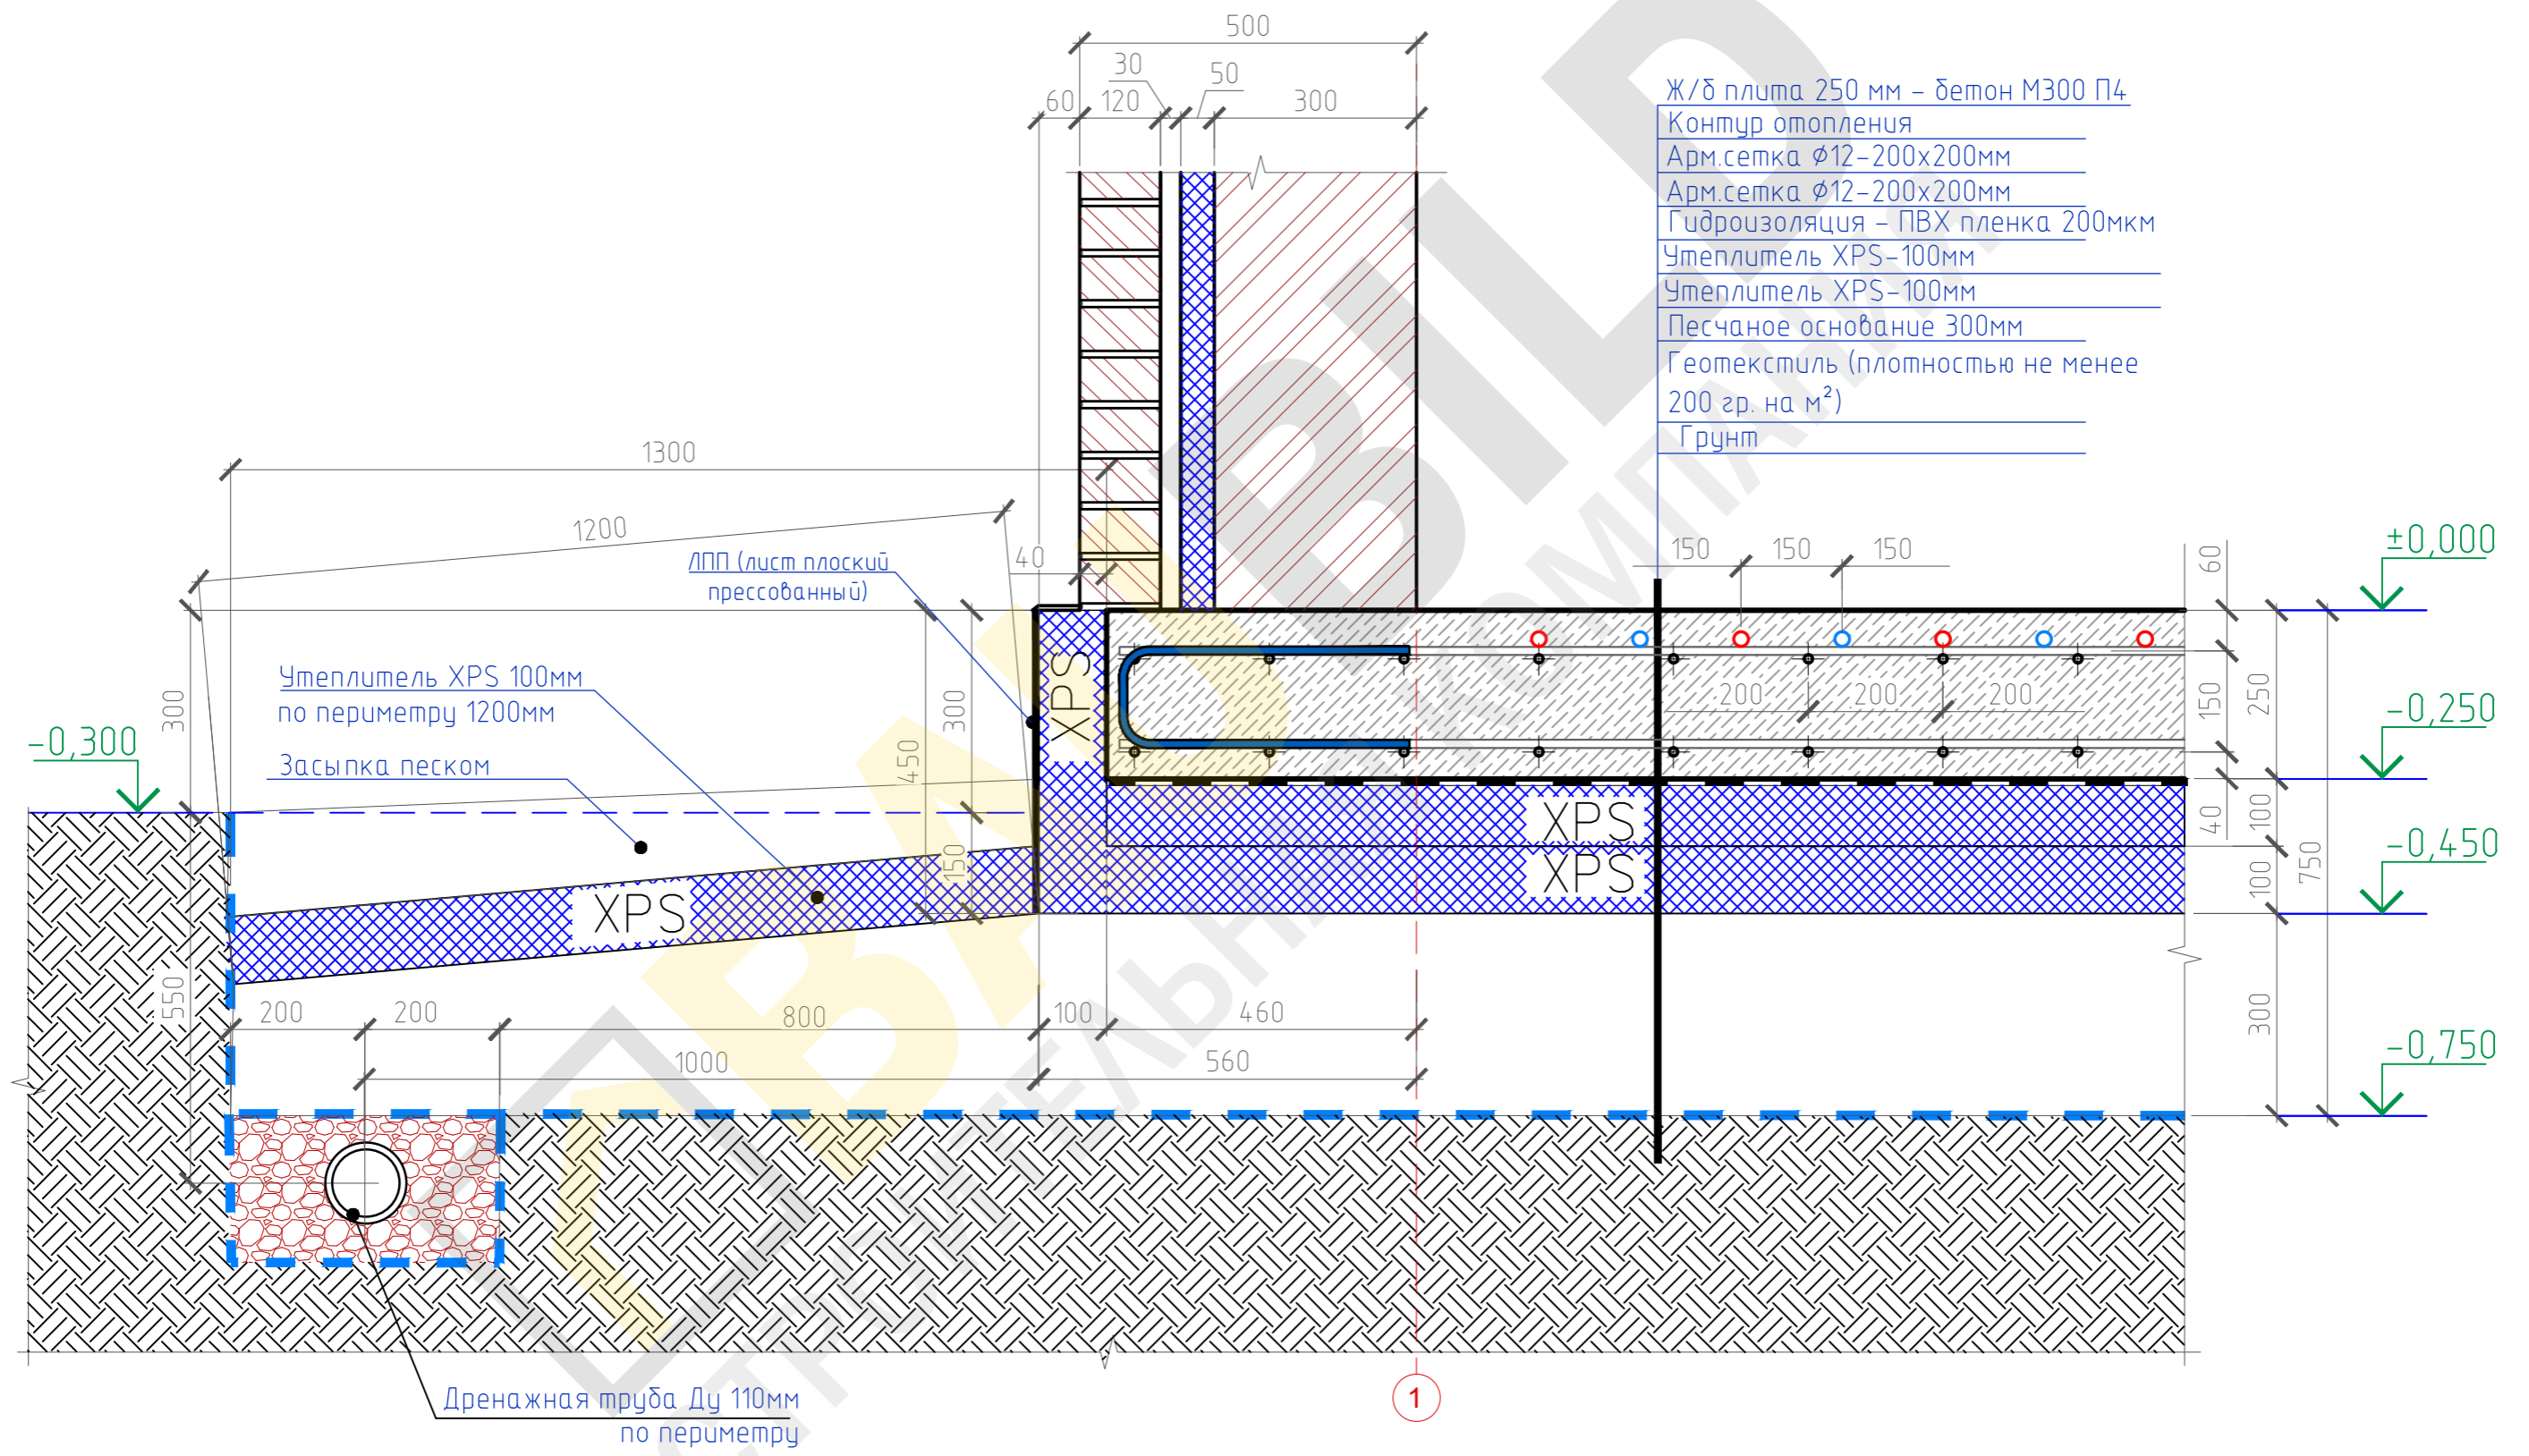 500
30
50
60
120
300
Ж/б плита 250 мм – бетон М300 П4
Контур отопления
Арм.сетка Ø12–200х200мм
Арм.сетка Ø12–200х200мм
Гидроизоляция – ПВХ пленка 200мкм
Утеплитель XPS–100мм
Утеплитель XPS–100мм
Песчаное основание 300мм
Геотекстиль (плотностью не менее
200 гр. на м²)
Грунт
1300
1200
ЛПП (лист плоский
прессованный)
40
150 150 150
60
±0,000
Утеплитель XPS 100мм
по периметру 1200мм
Засыпка песком
300
-0,300
300
450
150
XPS
200 200 200
150
250
-0,250
40
100
XPS
XPS
XPS
100
750
-0,450
550
200 200 800 100 460
1000 560
300
-0,750
Дренажная труба Ду 110мм
по периметру
1
BAUBILD
СТРОИТЕЛЬНАЯ КОМПАНИЯ